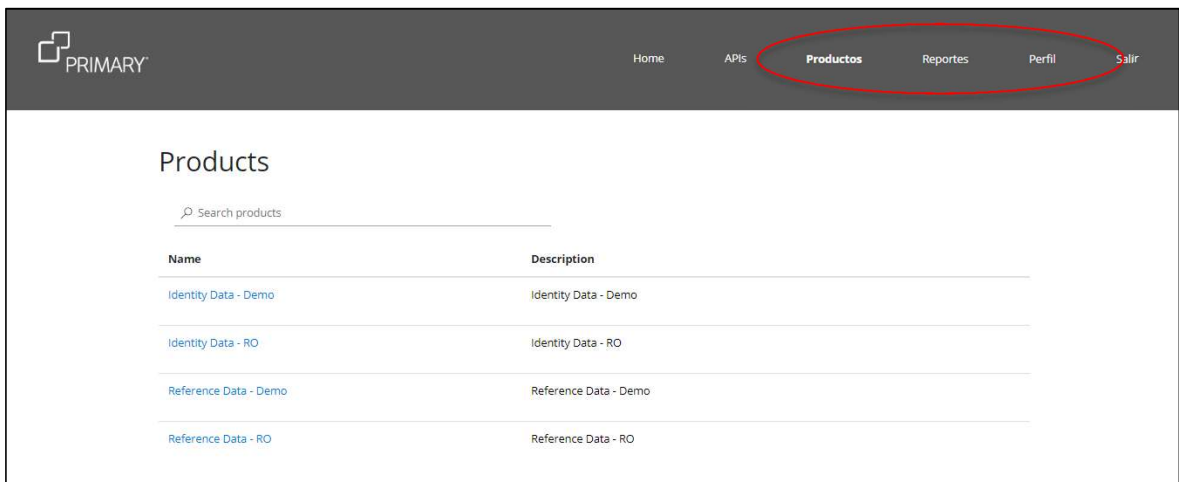 PRIMARY
Home APIs Productos Reportes Perfil Salir
Products
Search products
Name Description
Identity Data - Demo Identity Data - Demo
Identity Data - RO Identity Data - RO
Reference Data - Demo Reference Data - Demo
Reference Data - RO Reference Data - RO